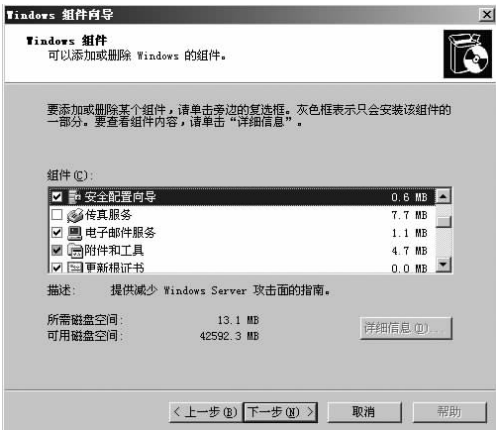 Windows 组件向导
Windows 组件
可以添加或删除 Windows 的组件。
要添加或删除某个组件，请单击旁边的复选框。灰色框表示只会安装该组件的
一部分。要查看组件内容，请单击“详细信息”。
组件(C):
安全配置向导 0.6 MB
传真服务 7.7 MB
电子邮件服务 1.1 MB
附件和工具 4.7 MB
更新根证书 0.0 MB
描述: 提供减少 Windows Server 攻击面的指南。
所需磁盘空间: 13.1 MB
可用磁盘空间: 42592.3 MB
详细信息(D)...
< 上一步(B) 下一步(N) > 取消 帮助